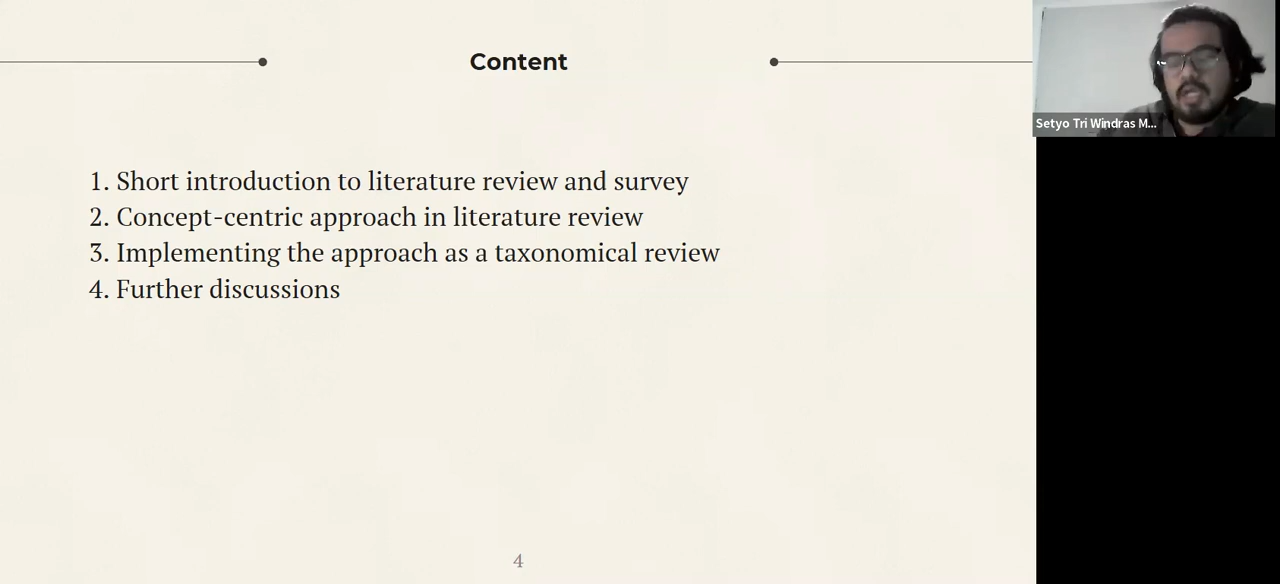 Content
Setyo Tri Windras M...
1. Short introduction to literature review and survey
2. Concept-centric approach in literature review
3. Implementing the approach as a taxonomical review
4. Further discussions
4